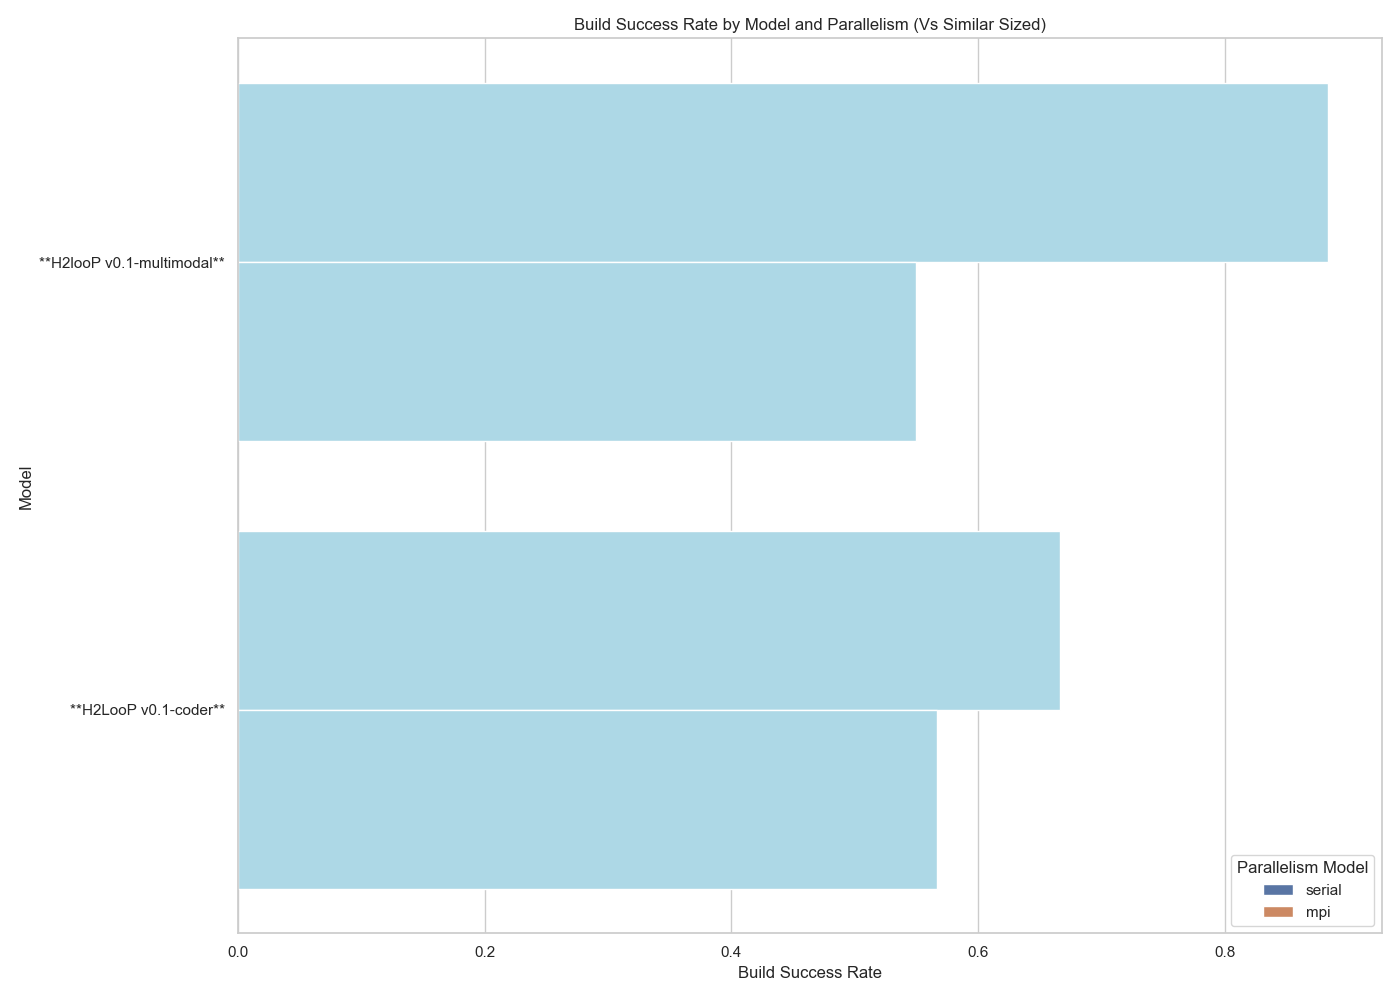 Build Success Rate by Model and Parallelism (Vs Similar Sized)
Model
**H2looP v0.1-multimodal**
**H2LooP v0.1-coder**
Parallelism Model
serial
mpi
0.0
0.2
0.4
0.6
0.8
Build Success Rate